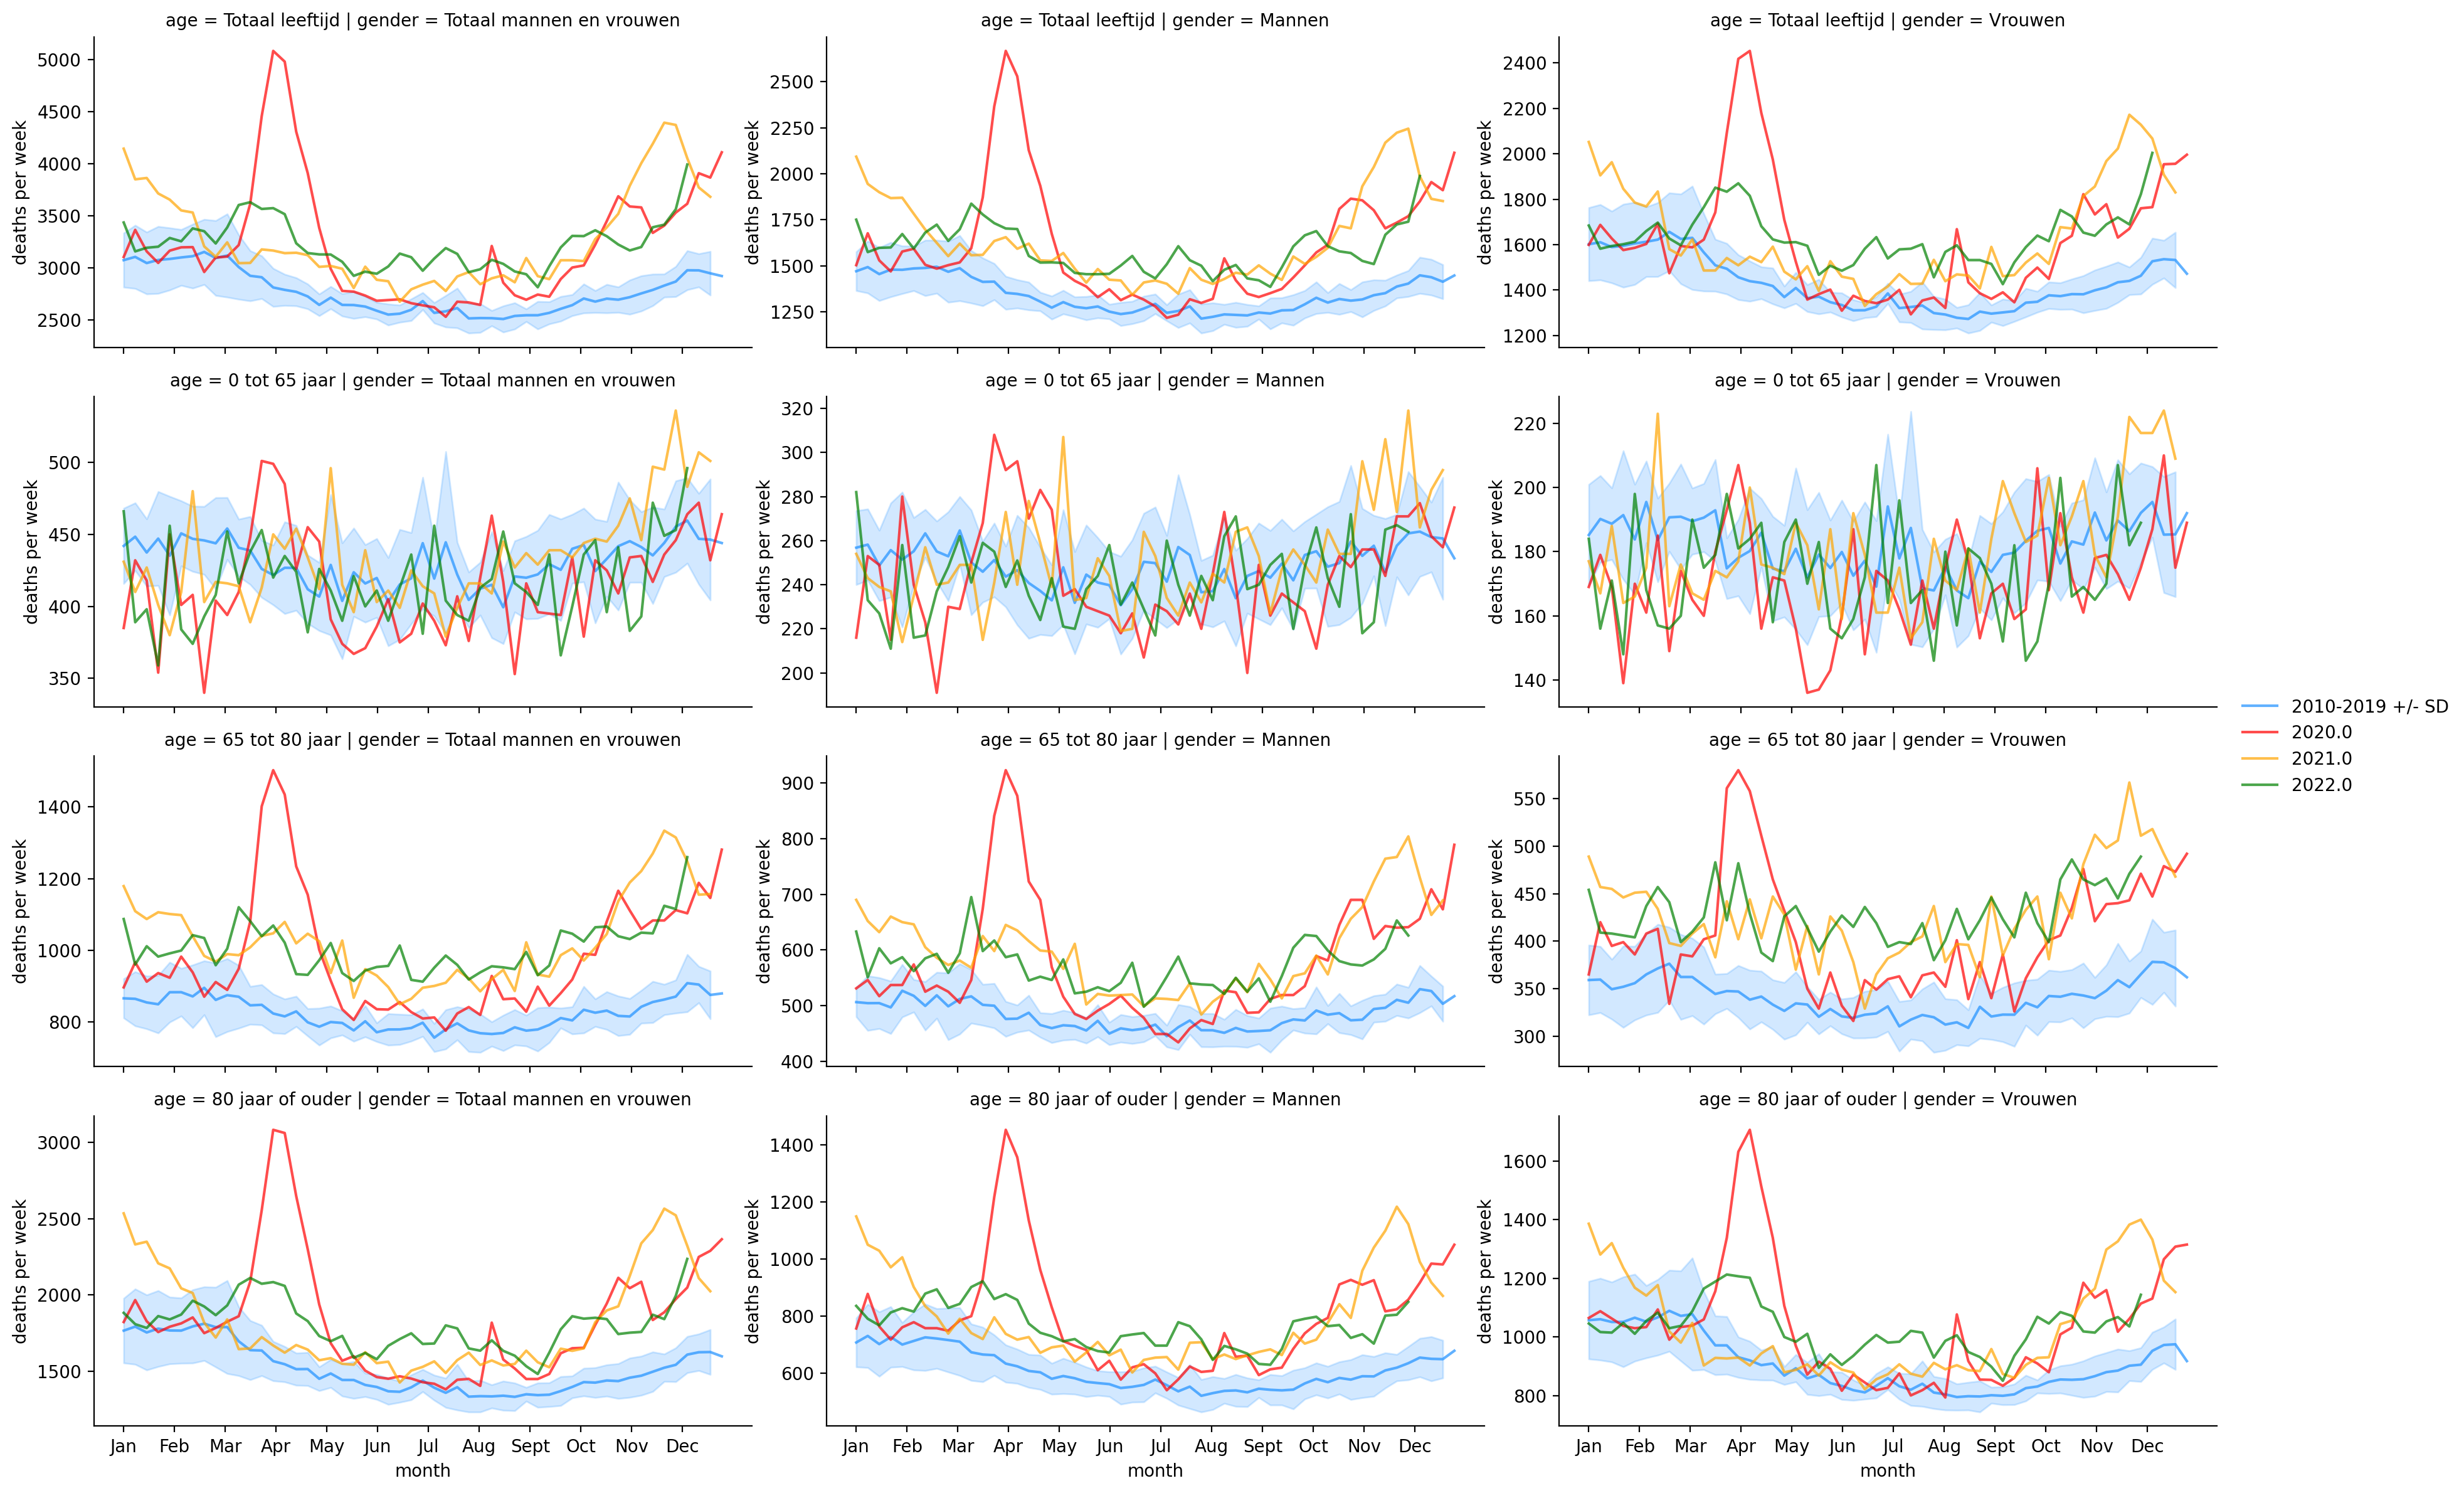 age = Totaal leeftijd | gender = Totaal mannen en vrouwen
age = Totaal leeftijd | gender = Mannen
age = Totaal leeftijd | gender = Vrouwen
deaths per week
5000
4500
4000
3500
3000
2500
deaths per week
2500
2250
2000
1750
1500
1250
deaths per week
2400
2200
2000
1800
1600
1400
1200
age = 0 tot 65 jaar | gender = Totaal mannen en vrouwen
age = 0 tot 65 jaar | gender = Mannen
age = 0 tot 65 jaar | gender = Vrouwen
deaths per week
500
450
400
350
deaths per week
320
300
280
260
240
220
200
deaths per week
220
200
180
160
140
2010-2019 +/- SD
2020.0
2021.0
2022.0
age = 65 tot 80 jaar | gender = Totaal mannen en vrouwen
age = 65 tot 80 jaar | gender = Mannen
age = 65 tot 80 jaar | gender = Vrouwen
deaths per week
1400
1200
1000
800
deaths per week
900
800
700
600
500
400
deaths per week
550
500
450
400
350
300
age = 80 jaar of ouder | gender = Totaal mannen en vrouwen
age = 80 jaar of ouder | gender = Mannen
age = 80 jaar of ouder | gender = Vrouwen
deaths per week
3000
2500
2000
1500
deaths per week
1400
1200
1000
800
600
deaths per week
1600
1400
1200
1000
800
Jan Feb Mar Apr May Jun Jul Aug Sept Oct Nov Dec
month
Jan Feb Mar Apr May Jun Jul Aug Sept Oct Nov Dec
month
Jan Feb Mar Apr May Jun Jul Aug Sept Oct Nov Dec
month